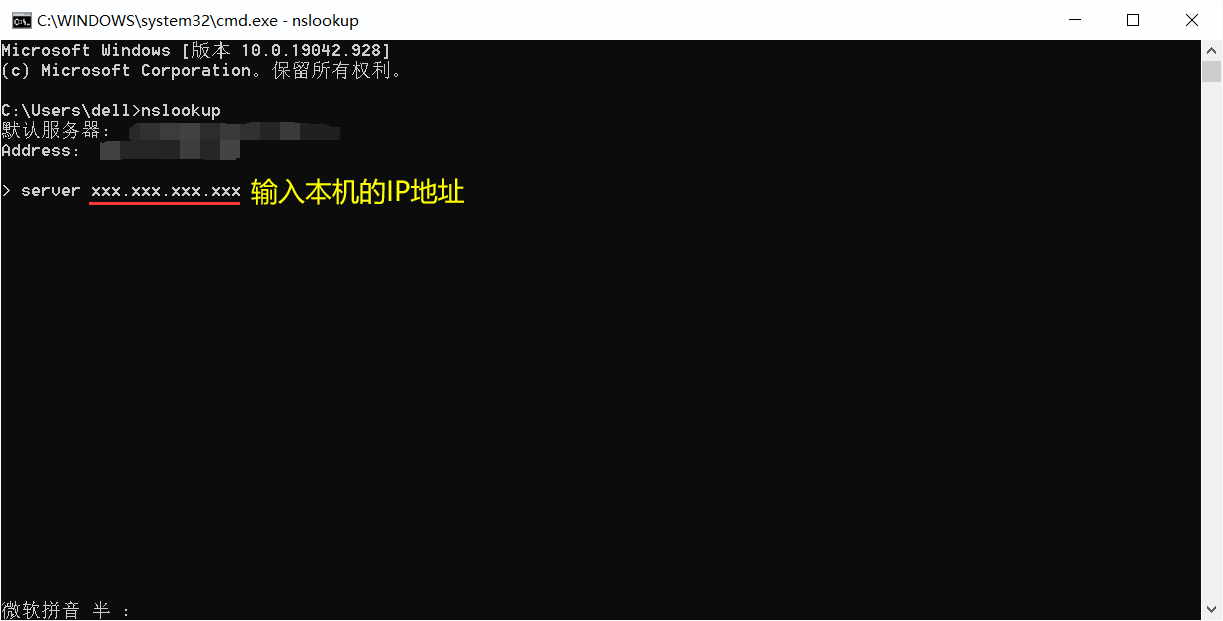 C:\WINDOWS\system32\cmd.exe - nslookup
Microsoft Windows [版本 10.0.19042.928]
(c) Microsoft Corporation。保留所有权利。
C:\Users\dell>nslookup
默认服务器:
Address:
> server xxx.xxx.xxx.xxx 输入本机的IP地址
微软拼音 半 :